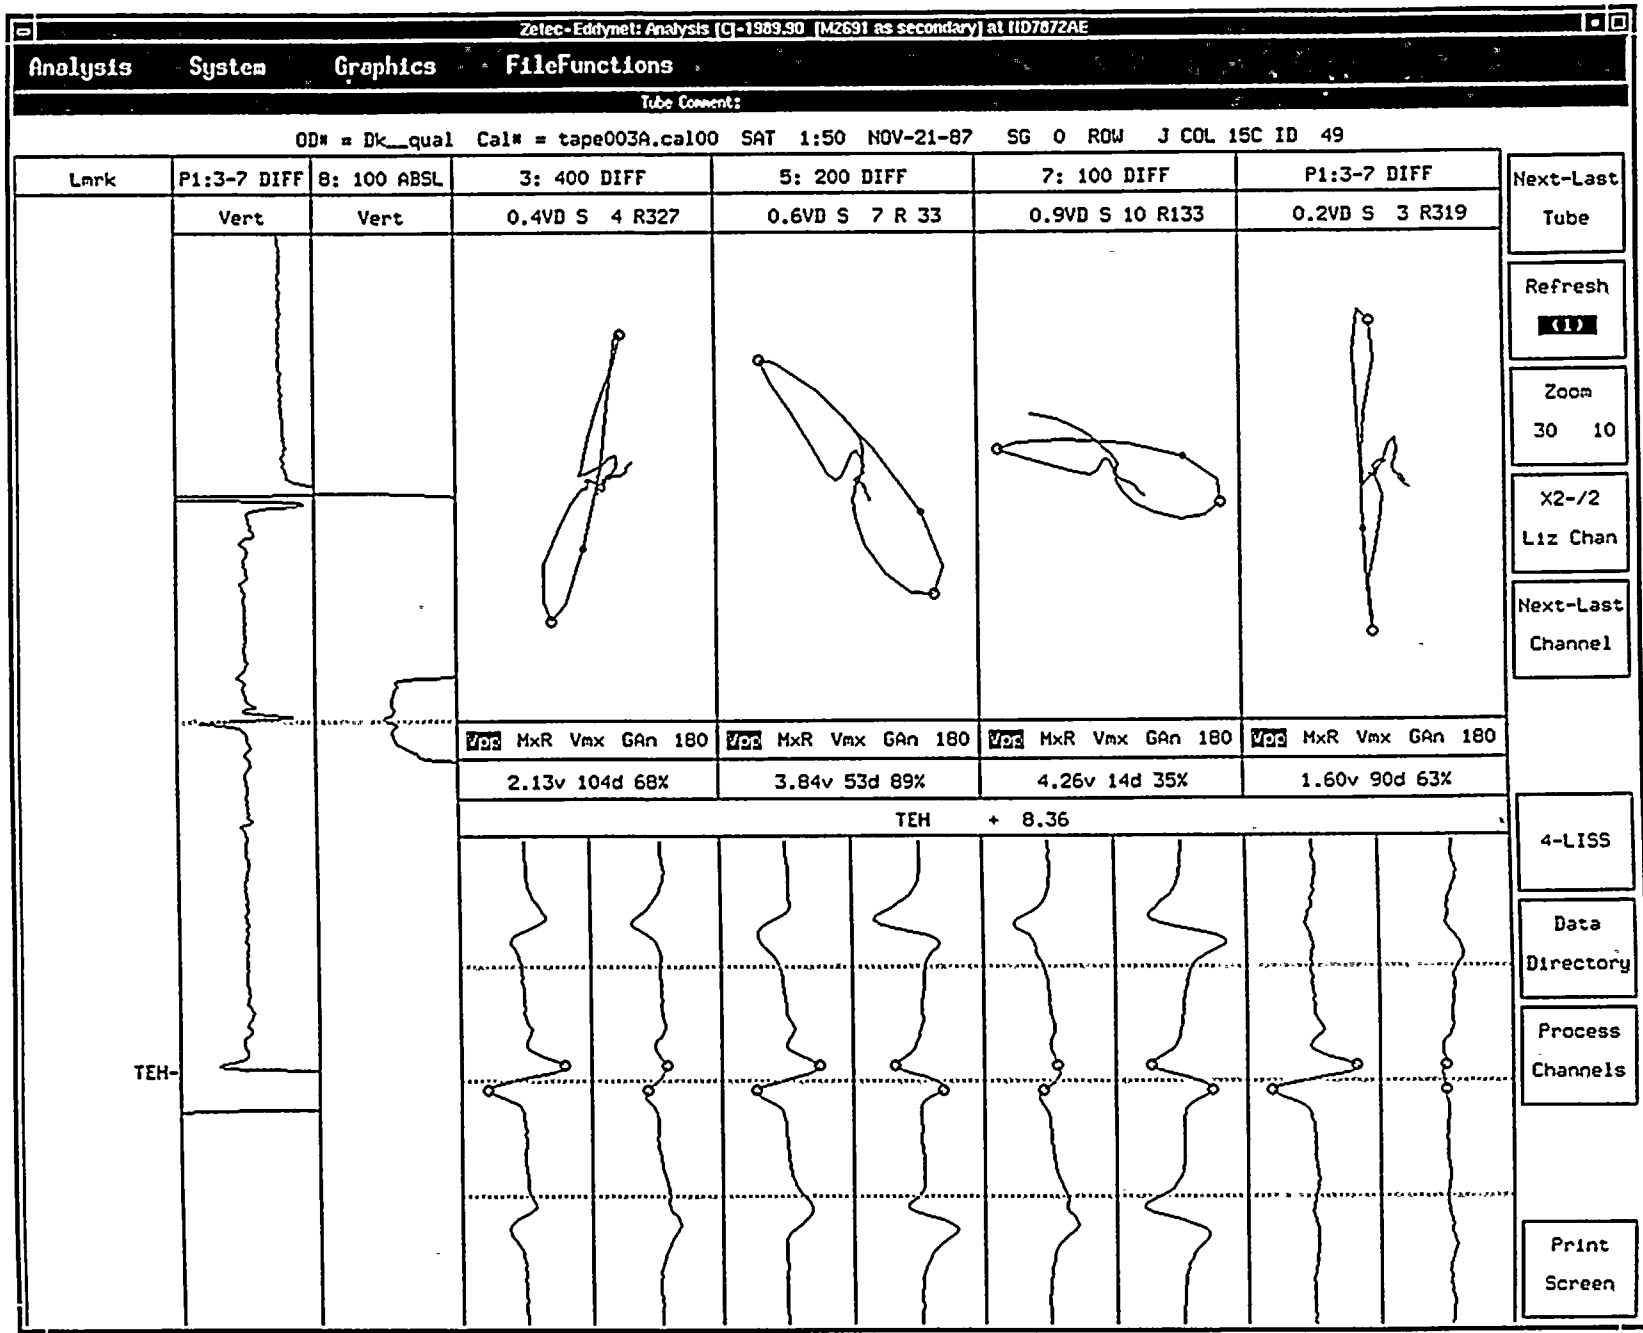 Zetec-Eddynet: Analysis [C]-1989,90 [M2691 as secondary] at HD7872AE
Analysis System Graphics FileFunctions
Tube Comment:
OD# = Dk__qual Cal# = tape003A.cal00 SAT 1:50 NOV-21-87 SG O ROW J COL 15C ID 49
Lmrk P1:3-7 DIFF 8: 100 ABSL 3: 400 DIFF 5: 200 DIFF 7: 100 DIFF P1:3-7 DIFF
Vert Vert 0.4VD S 4 R327 0.6VD S 7 R 33 0.9VD S 10 R133 0.2VD S 3 R319
Next-Last
Tube
Refresh
(1)
Zoom
30 10
X2-/2
Liz Chan
Next-Last
Channel
Vpp MxR Vmx GAn 180 Vpp MxR Vmx GAn 180 Vpp MxR Vmx GAn 180 Vpp MxR Vmx GAn 180
2.13v 104d 68% 3.84v 53d 89% 4.26v 14d 35% 1.60v 90d 63%
TEH + 8.36
4-LISS
Data
Directory
Process
Channels
TEH-
Print
Screen